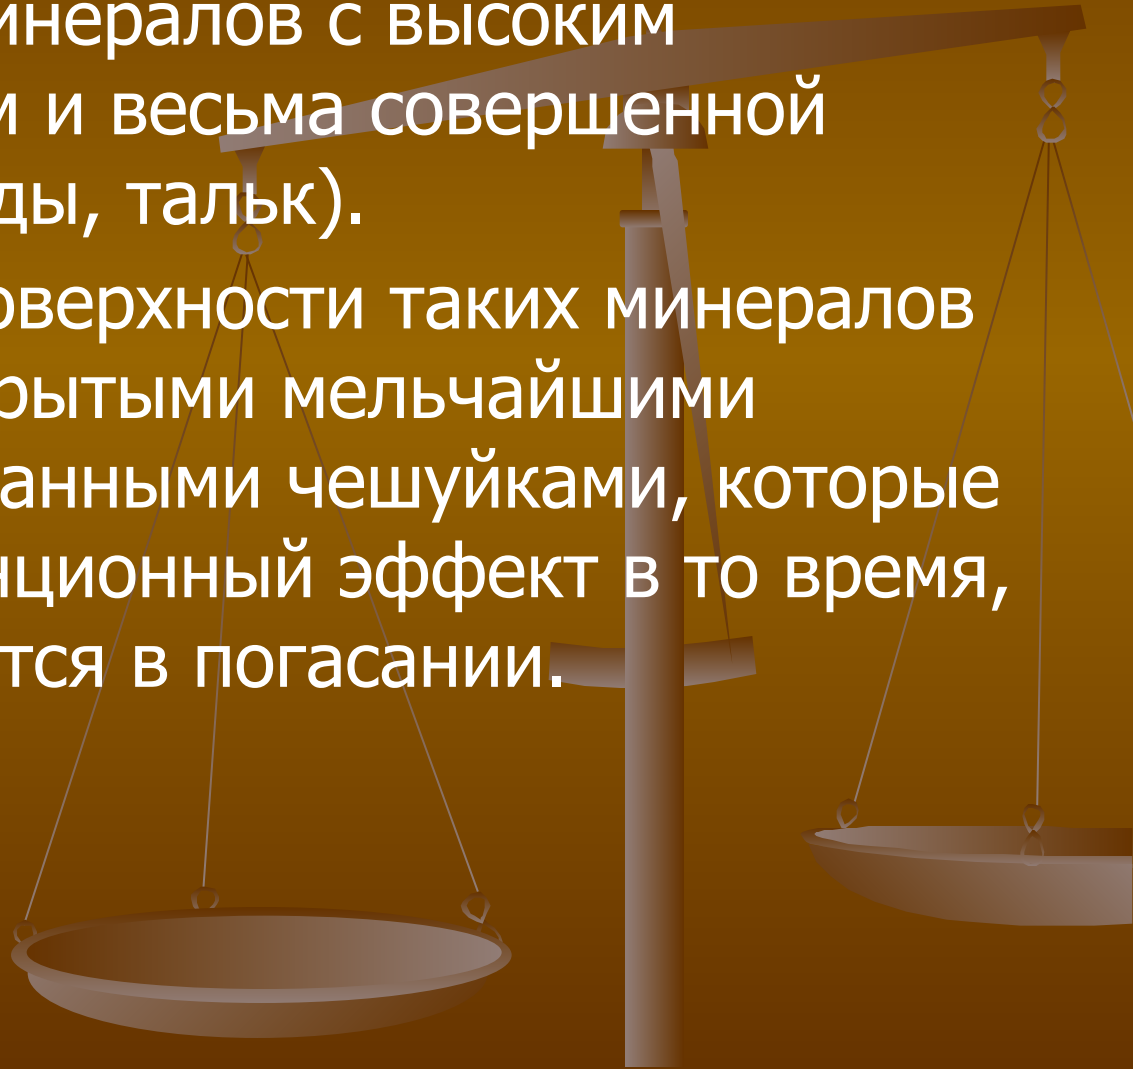 инералов с высоким
м и весьма совершенной
ды, тальк).
оверхности таких минералов
рытыми мельчайшими
анными чешуйками, которые
ционный эффект в то время,
тся в погасании.